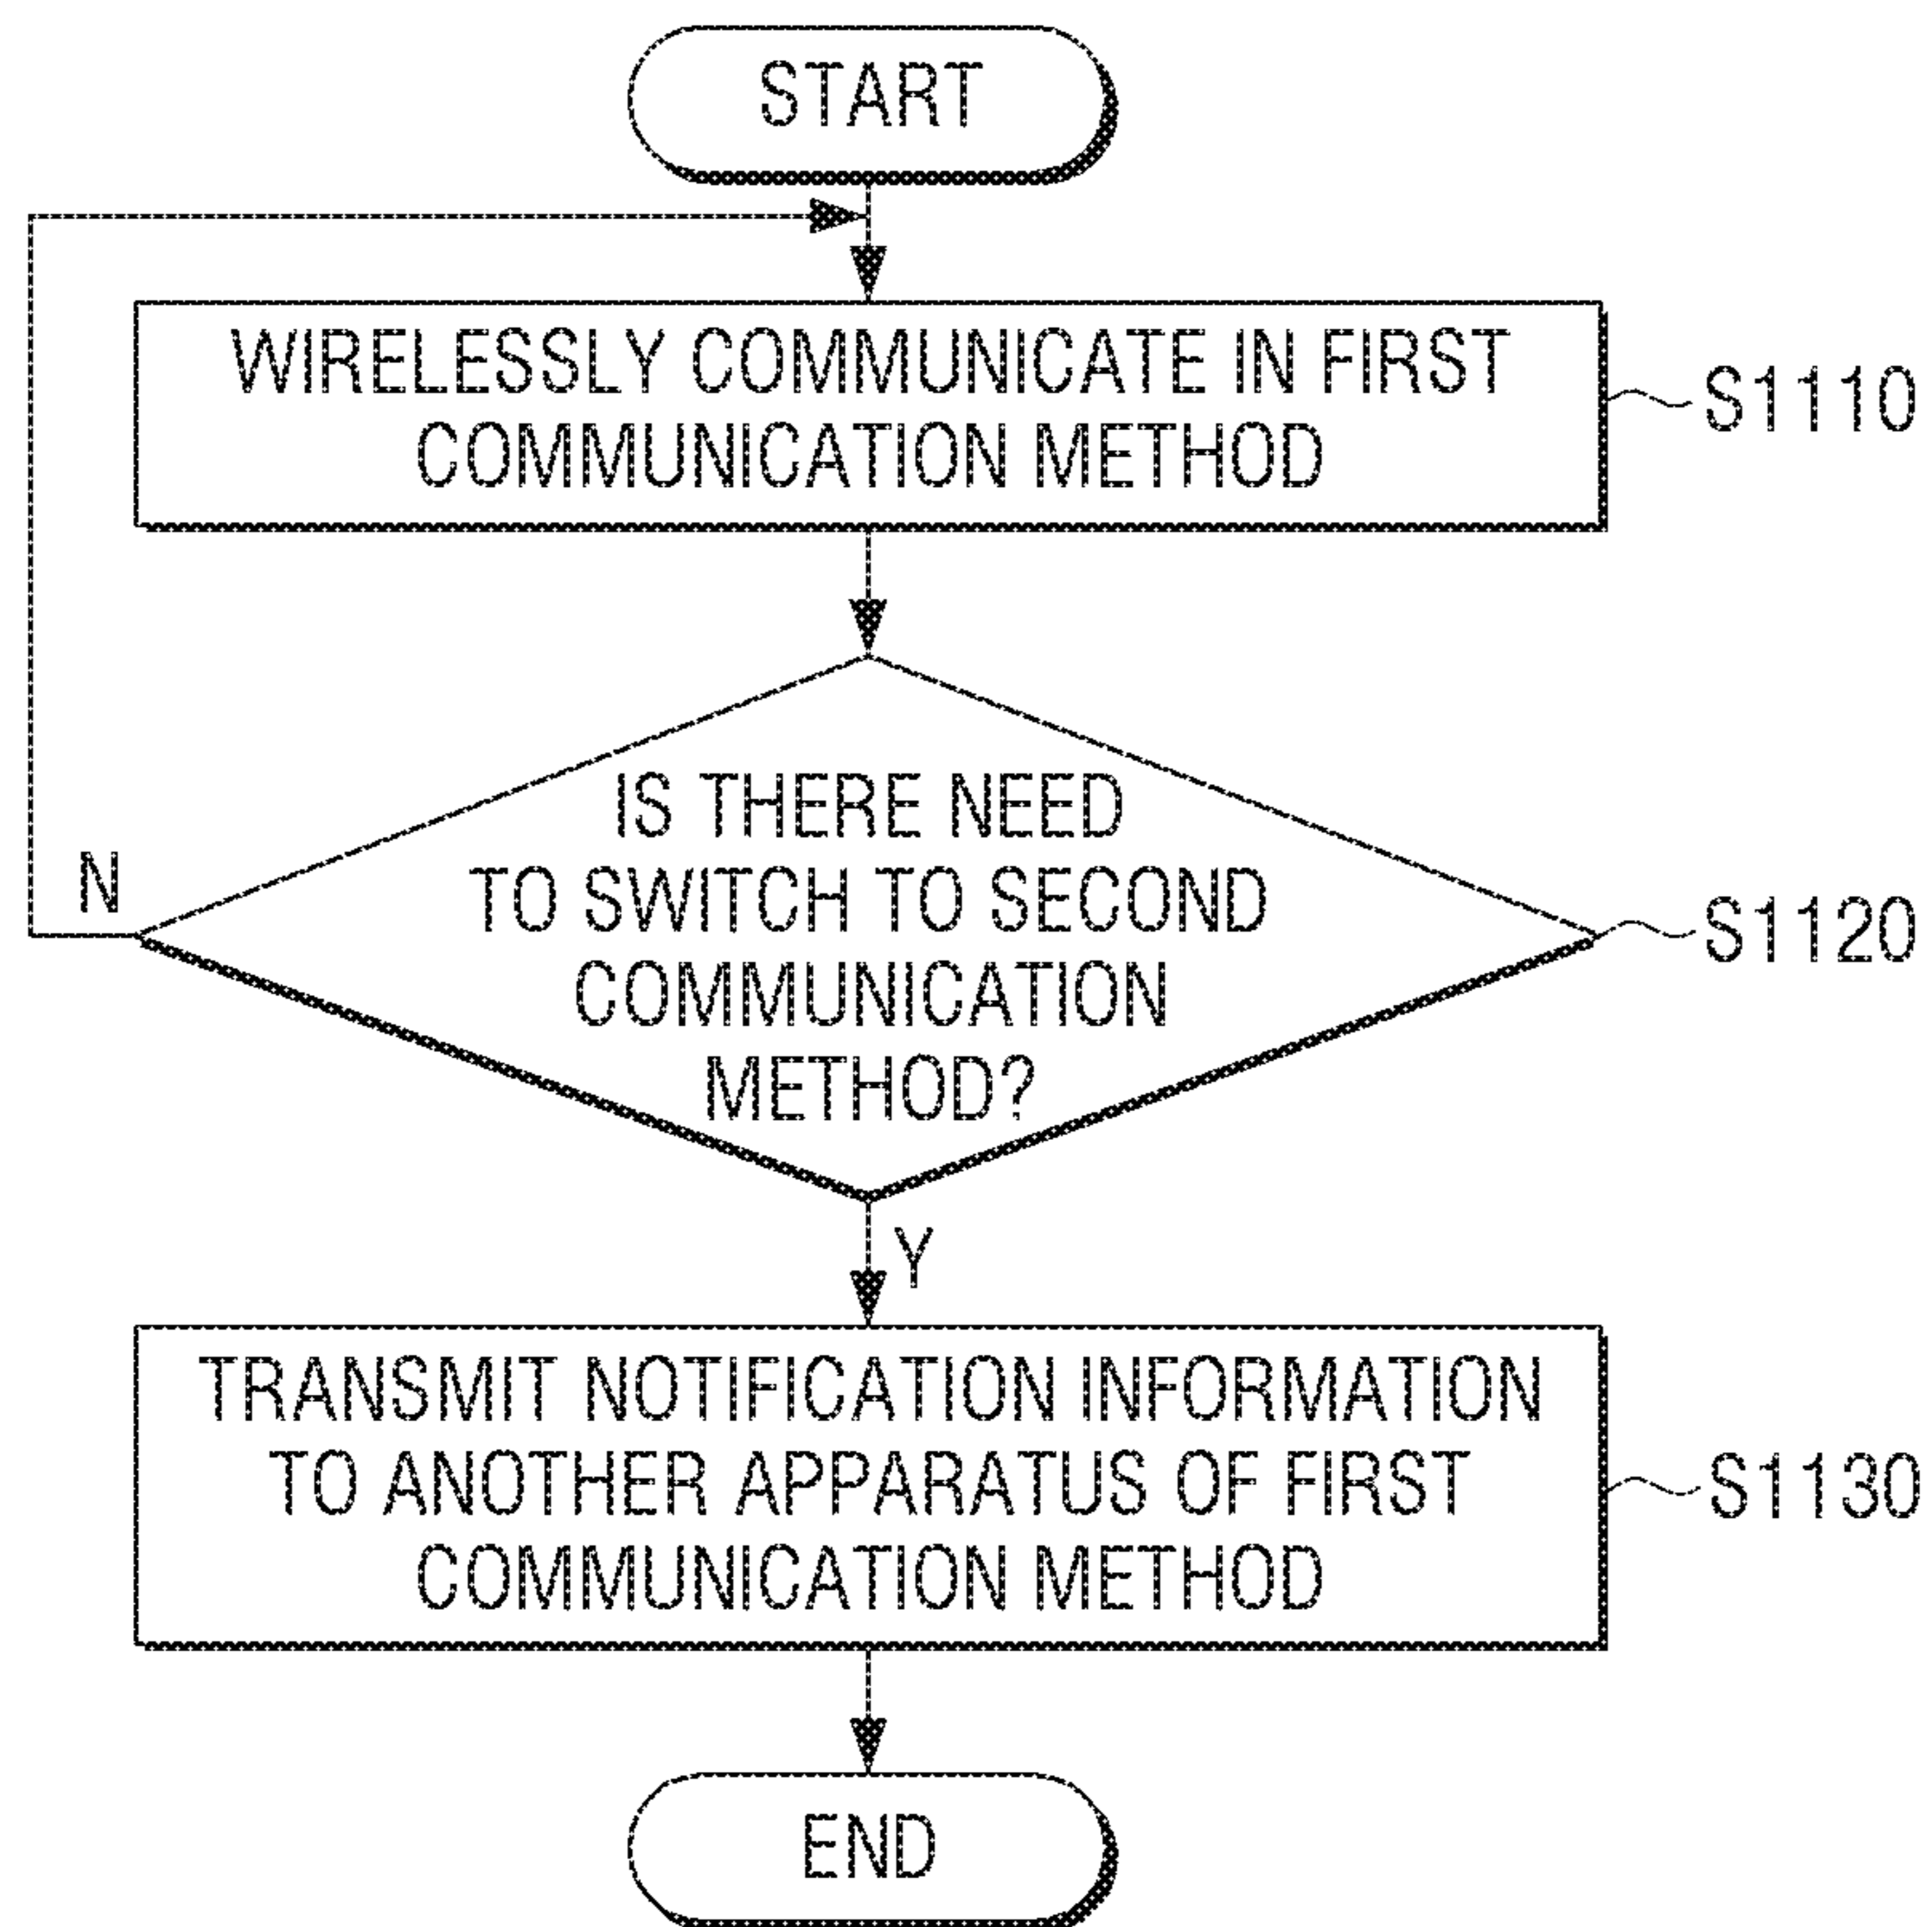 START
WIRELESSLY COMMUNICATE IN FIRST
COMMUNICATION METHOD
S1110
IS THERE NEED
TO SWITCH TO SECOND
COMMUNICATION
METHOD?
N
S1120
Y
TRANSMIT NOTIFICATION INFORMATION
TO ANOTHER APPARATUS OF FIRST
COMMUNICATION METHOD
S1130
END